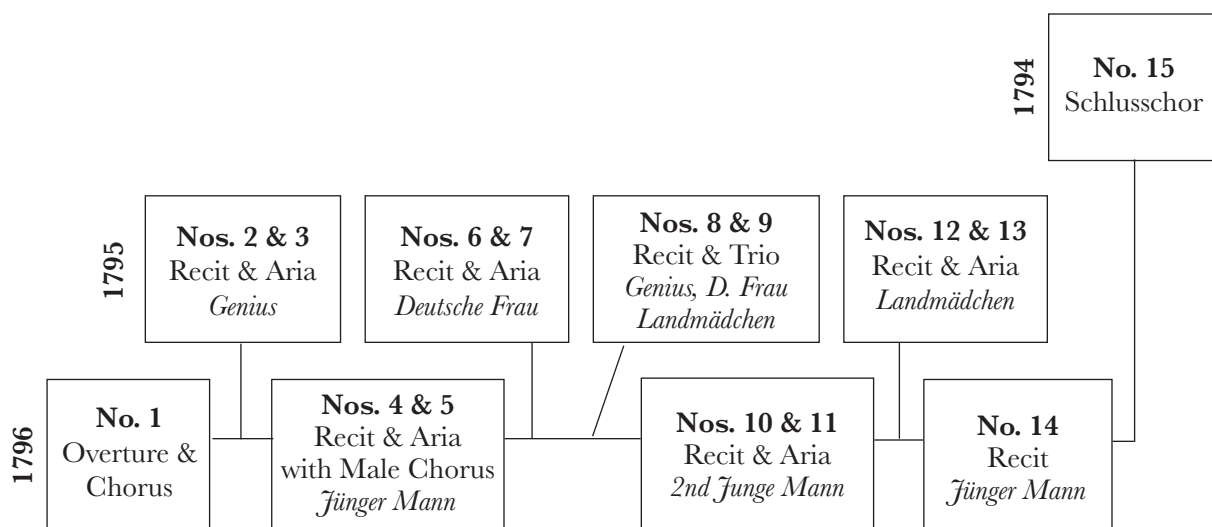 1794
No. 15
Schlusschor
1795
Nos. 2 & 3
Recit & Aria
Genius
Nos. 6 & 7
Recit & Aria
Deutsche Frau
Nos. 8 & 9
Recit & Trio
Genius, D. Frau
Landmädchen
Nos. 12 & 13
Recit & Aria
Landmädchen
1796
No. 1
Overture &
Chorus
Nos. 4 & 5
Recit & Aria
with Male Chorus
Jünger Mann
Nos. 10 & 11
Recit & Aria
2nd Junge Mann
No. 14
Recit
Jünger Mann